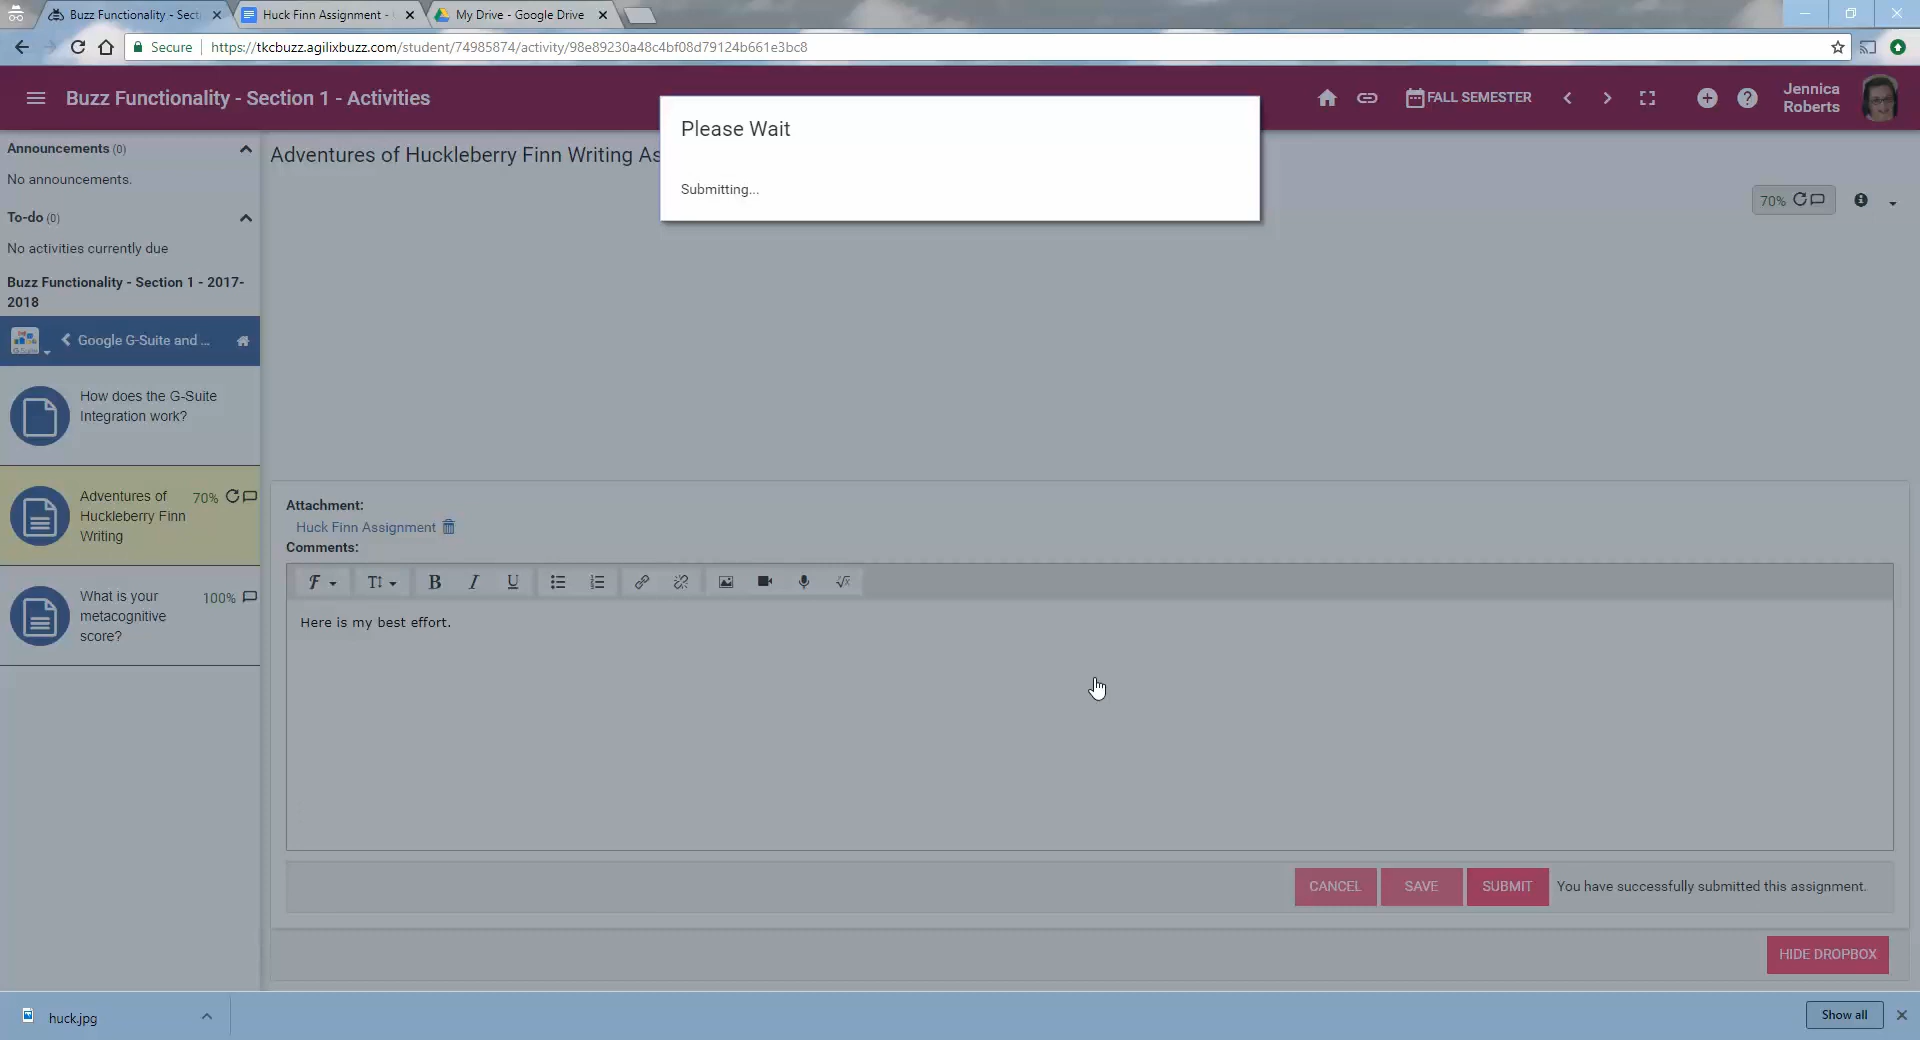 Buzz Functionality - Sect
Huck Finn Assignment -
My Drive - Google Drive
Secure
https://tkcbuzz.agilixbuzz.com/student/74985874/activity/98e89230a48c4bf08d79124b661e3bc8
Buzz Functionality - Section 1 - Activities
FALL SEMESTER
Jennica
Roberts
Please Wait
Submitting...
Announcements (0)
No announcements.
To-do (0)
No activities currently due
Buzz Functionality - Section 1 - 2017-
2018
Google G-Suite and ...
How does the G-Suite
Integration work?
Adventures of
Huckleberry Finn
Writing
70%
What is your
metacognitive
score?
100%
Adventures of Huckleberry Finn Writing As
70%
Attachment:
Huck Finn Assignment
Comments:
Here is my best effort.
CANCEL
SAVE
SUBMIT
You have successfully submitted this assignment.
HIDE DROPBOX
huck.jpg
Show all